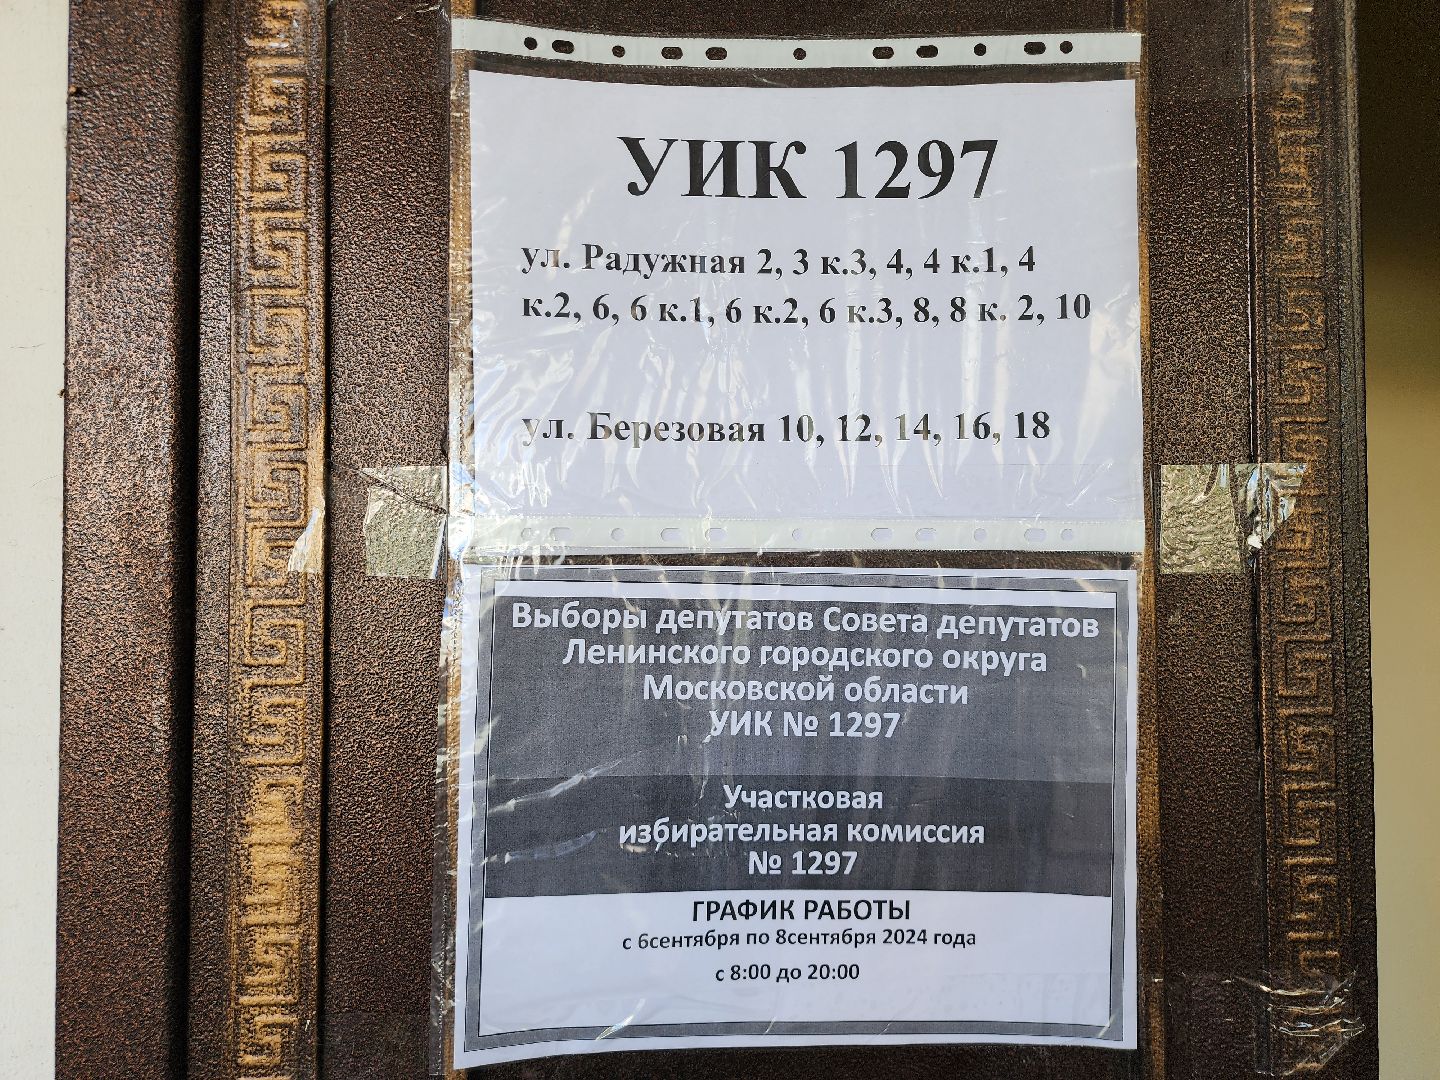 УИК 1297
ул. Радужная 2, 3 к.3, 4, 4 к.1, 4
к.2, 6, 6 к.1, 6 к.2, 6 к.3, 8, 8 к. 2, 10
ул. Березовая 10, 12, 14, 16, 18
Выборы депутатов Совета депутатов
Ленинского городского округа
Московской области
УИК № 1297
Участковая
избирательная комиссия
№ 1297
ГРАФИК РАБОТЫ
с 6сентября по 8сентября 2024 года
с 8:00 до 20:00